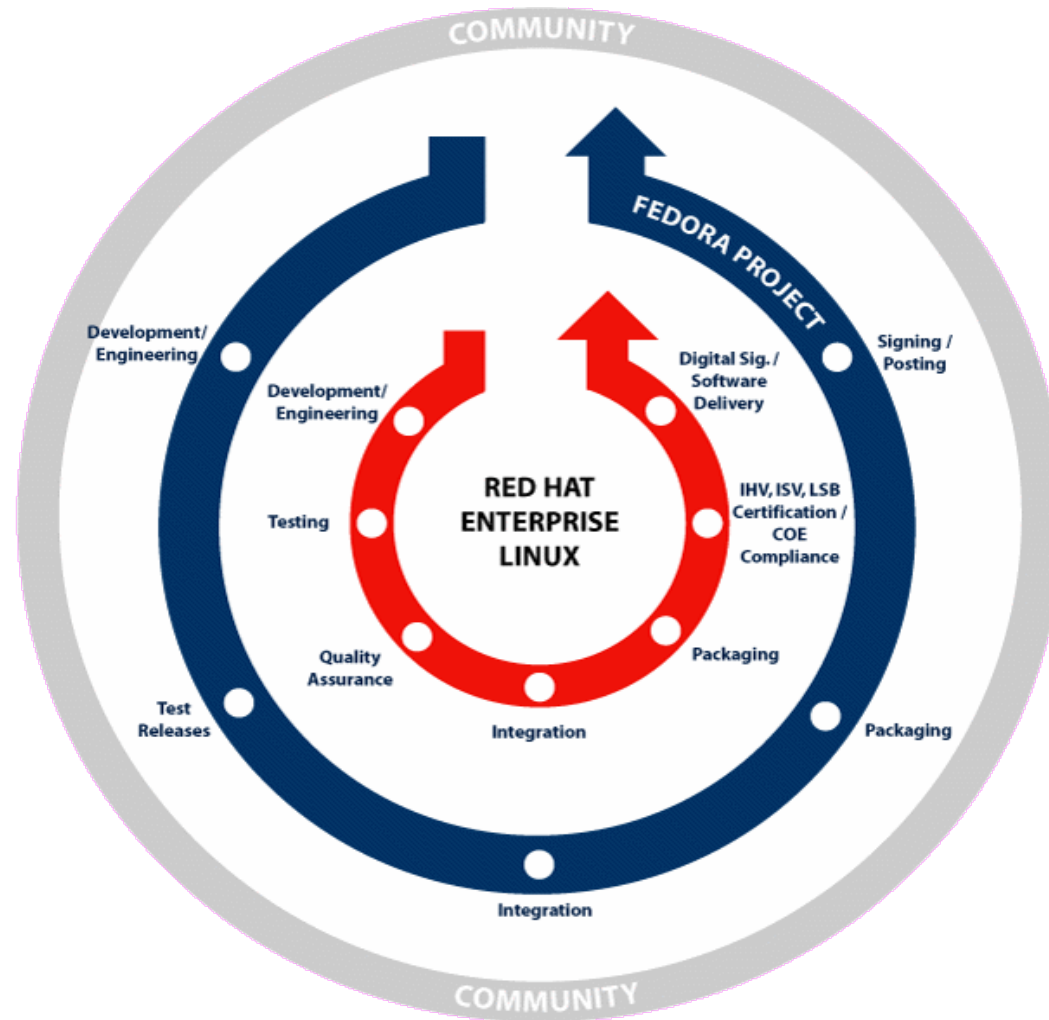 COMMUNITY
FEDORA PROJECT
Development/
Engineering
Signing /
Posting
Development/
Engineering
Digital Sig. /
Software
Delivery
Testing
RED HAT
ENTERPRISE
LINUX
IHV, ISV, LSB
Certification /
COE
Compliance
Quality
Assurance
Packaging
Test
Releases
Integration
Packaging
Integration
COMMUNITY